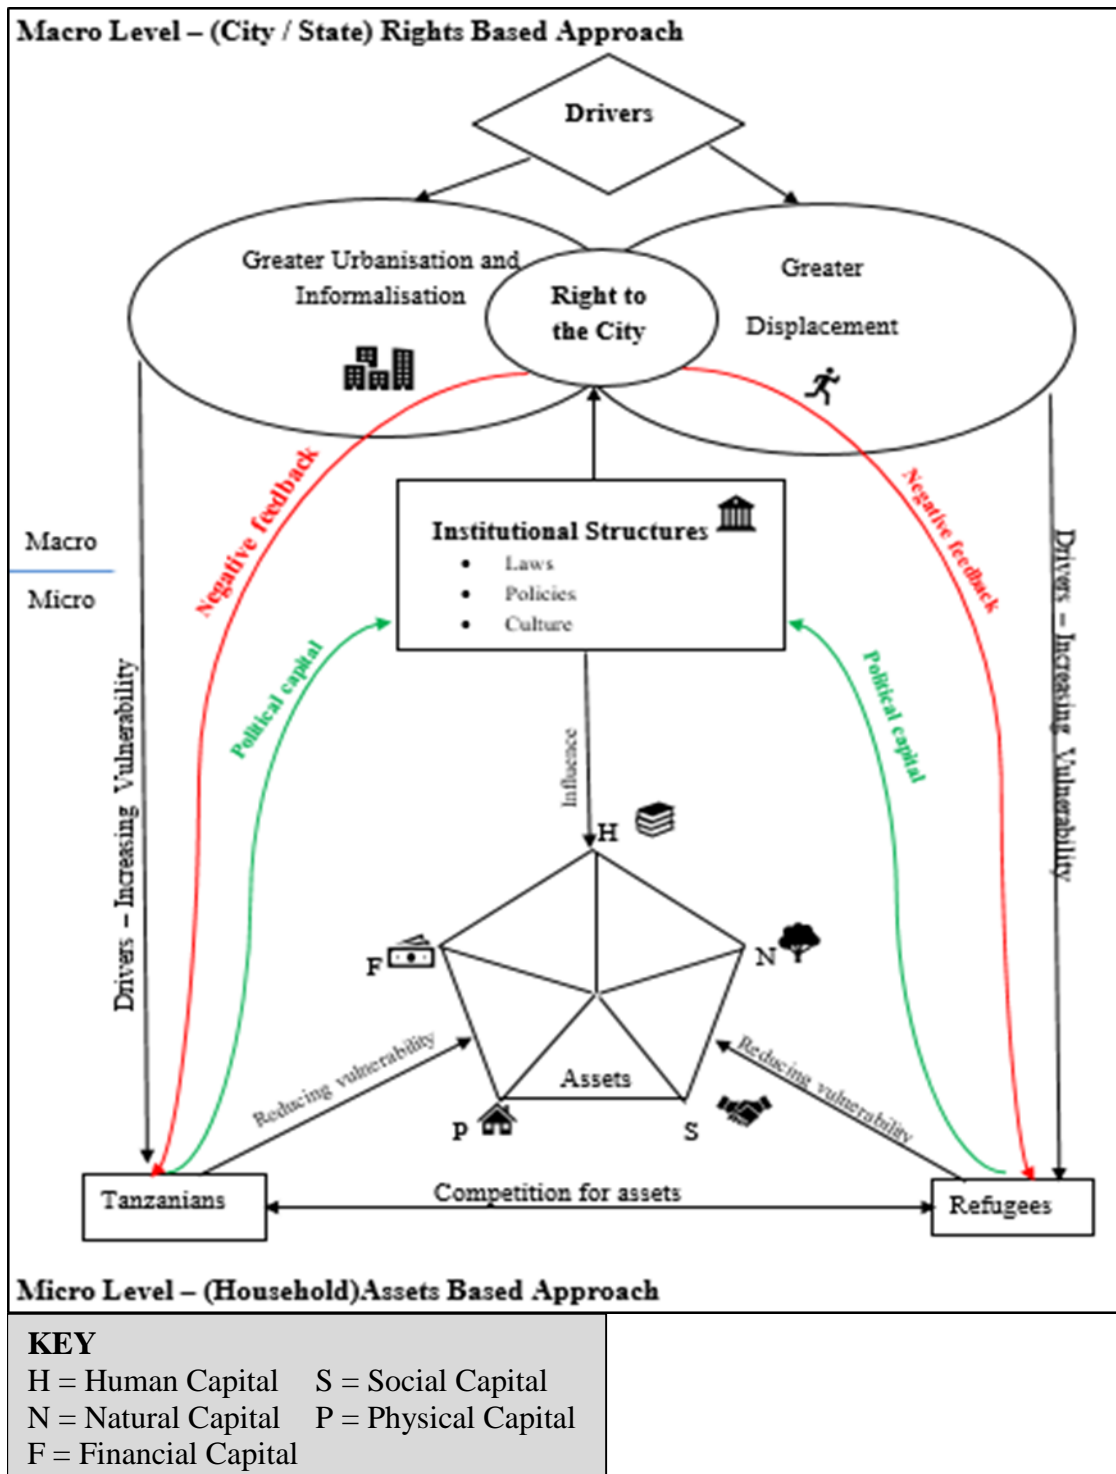 Macro Level – (City / State) Rights Based Approach
Drivers
Greater Urbanisation and
Informalisation
Right to
the City
Greater
Displacement
Negative feedback
Negative feedback
Institutional Structures
• Laws
• Policies
• Culture
Macro
Micro
Drivers – Increasing Vulnerability
Political capital
Political capital
Drivers – Increasing Vulnerability
Influence
H
F
N
Assets
P
S
Reducing vulnerability
Reducing vulnerability
Tanzanians
Competition for assets
Refugees
Micro Level – (Household)Assets Based Approach
KEY
H = Human Capital S = Social Capital
N = Natural Capital P = Physical Capital
F = Financial Capital